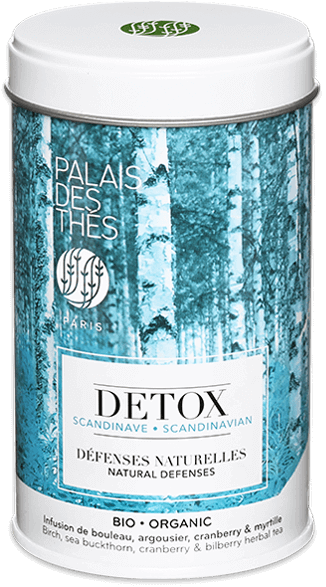 PALAIS
DES
THÉS
PARIS
DETOX
SCANDINAVE • SCANDINAVIAN
DÉFENSES NATURELLES
NATURAL DEFENSES
BIO • ORGANIC
Infusion de bouleau, argousier, cranberry & myrtille
Birch, sea buckthorn, cranberry & bilberry herbal tea